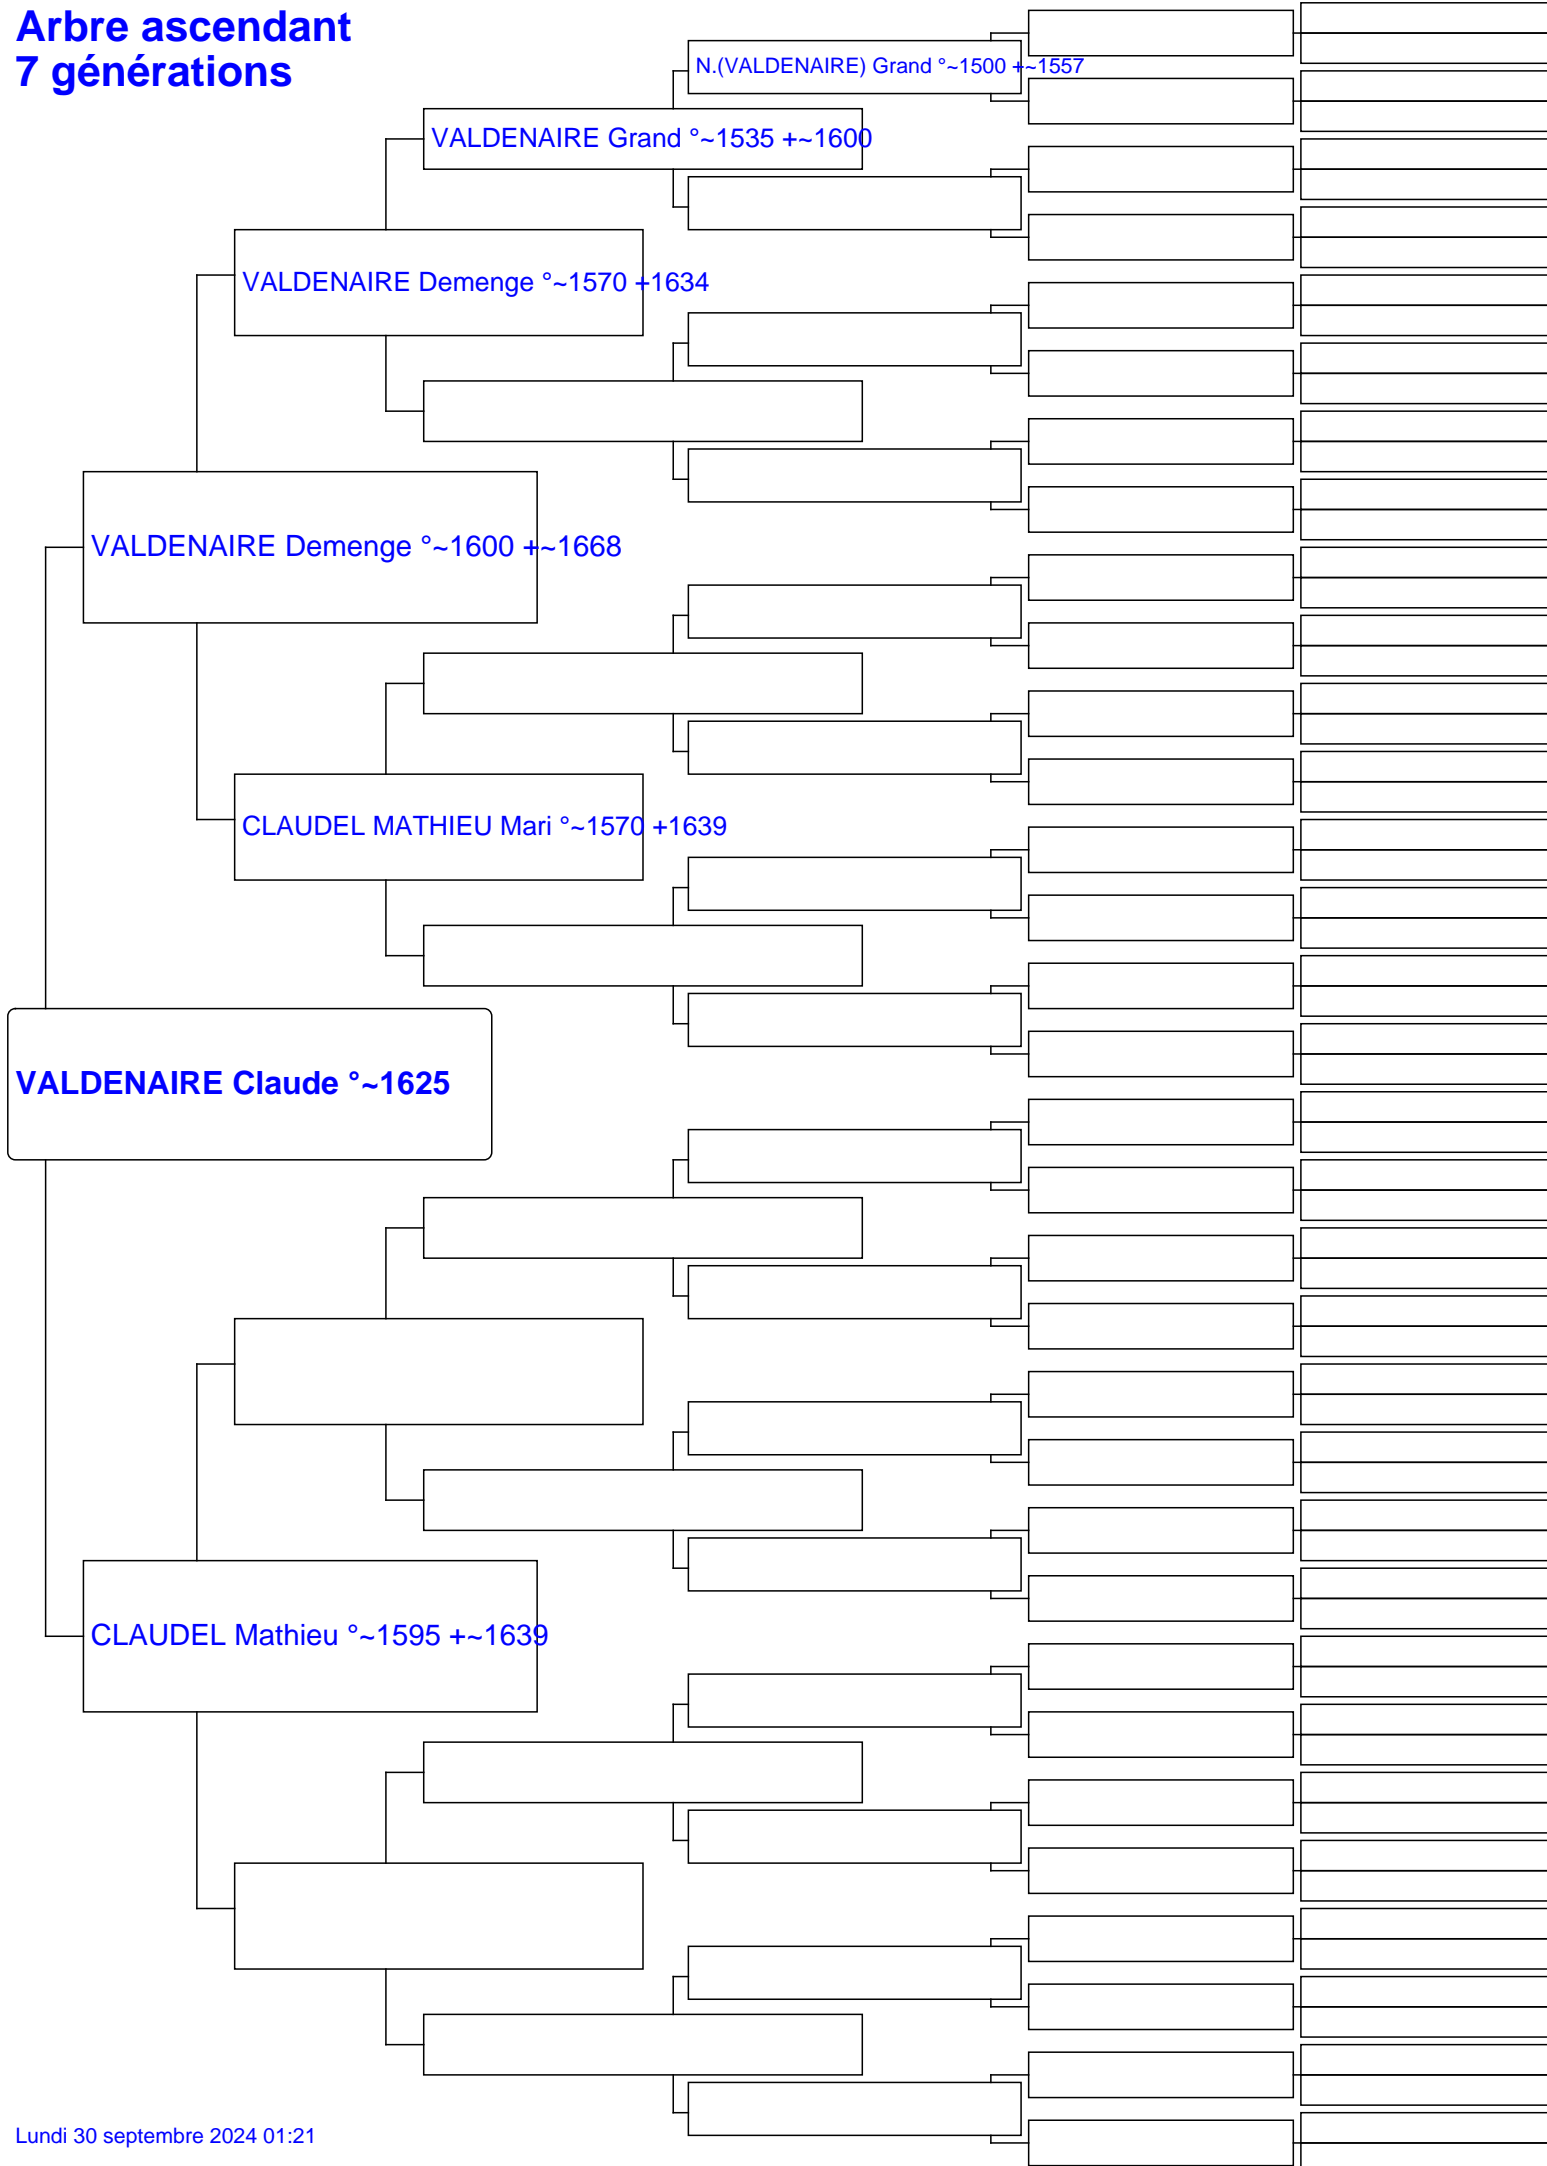 Arbre ascendant
7 générations
N.(VALDENAIRE) Grand °~1500 +~1557
VALDENAIRE Grand °~1535 +~1600
VALDENAIRE Demenge °~1570 +1634
VALDENAIRE Demenge °~1600 +~1668
CLAUDEL MATHIEU Mari °~1570 +1639
VALDENAIRE Claude °~1625
CLAUDEL Mathieu °~1595 +~1639
Lundi 30 septembre 2024 01:21